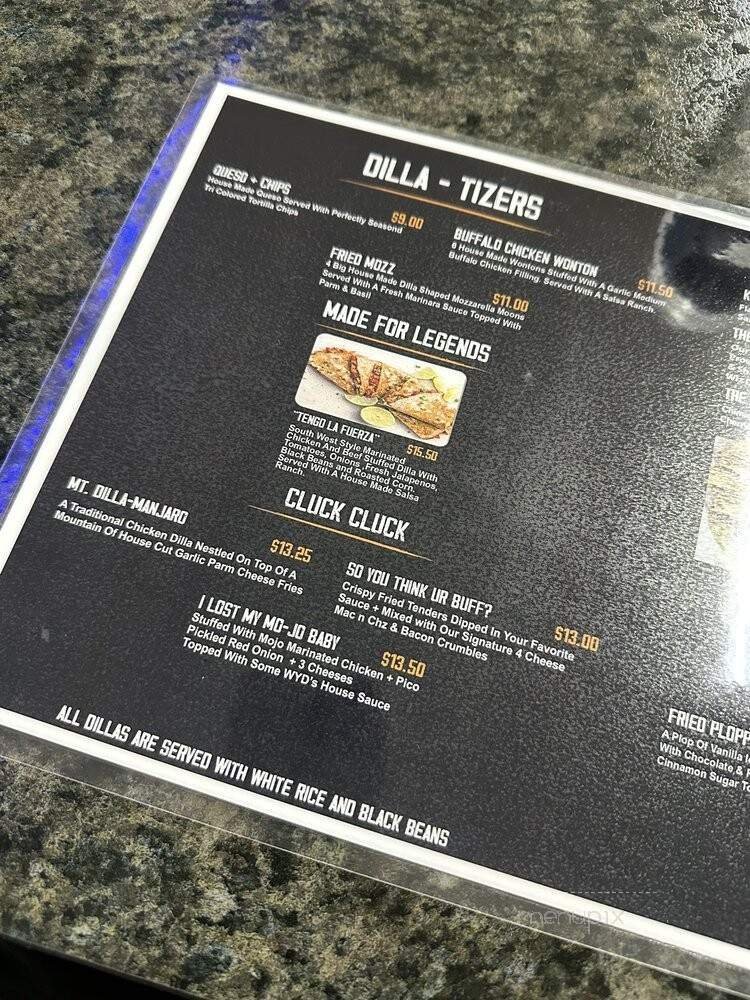 DILLA - TIZERS
QUESO + CHIPS
House Made Queso Served With Perfectly Seasond
Tri Colored Tortilla Chips
$9.00
BUFFALO CHICKEN WONTON
6 House Made Wontons Stuffed With A Garlic Medium
Buffalo Chicken Filling. Served With A Salsa Ranch.
$11.50
FRIED MOZZ
4 Big House Made Dilla Shaped Mozzarella Moons
Served With A Fresh Marinara Sauce Topped With
Parm & Basil
$11.00
MADE FOR LEGENDS
"TENGO LA FUERZA"
$15.50
South West Style Marinated
Chicken And Beef Stuffed Dilla With
Tomatoes, Onions ,Fresh Jalapenos,
Black Beans and Roasted Corn.
Served With A House Made Salsa
Ranch.
CLUCK CLUCK
MT. DILLA-MANJARO
$13.25
A Traditional Chicken Dilla Nestled On Top Of A
Mountain Of House Cut Garlic Parm Cheese Fries
SO YOU THINK UR BUFF?
$13.00
Crispy Fried Tenders Dipped In Your Favorite
Sauce + Mixed with Our Signature 4 Cheese
Mac n Chz & Bacon Crumbles
I LOST MY MO-JO BABY
$13.50
Stuffed With Mojo Marinated Chicken + Pico
Pickled Red Onion + 3 Cheeses
Topped With Some WYD's House Sauce
FRIED PLOPP
A Plop Of Vanilla
With Chocolate &
Cinnamon Sugar To
ALL DILLAS ARE SERVED WITH WHITE RICE AND BLACK BEANS
menupix